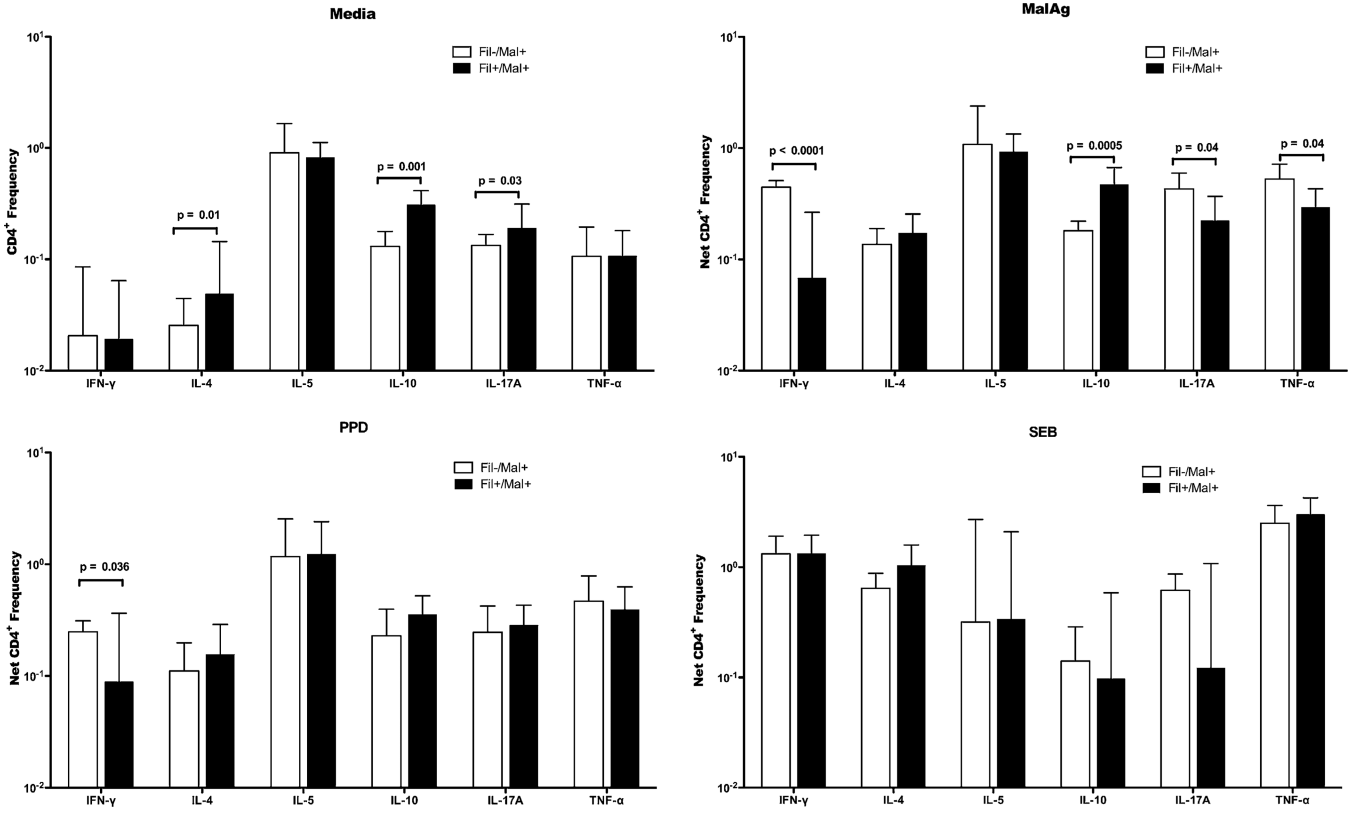 Media
10¹
Fil-/Mal+
Fil+/Mal+
10⁰
p = 0.001
p = 0.03
p = 0.01
CD4⁺ Frequency
10⁻¹
10⁻²
IFN-γ IL-4 IL-5 IL-10 IL-17A TNF-α
MalAg
10¹
Fil-/Mal+
Fil+/Mal+
10⁰
p < 0.0001
p = 0.0005
p = 0.04
p = 0.04
Net CD4⁺ Frequency
10⁻¹
10⁻²
IFN-γ IL-4 IL-5 IL-10 IL-17A TNF-α
PPD
10¹
Fil-/Mal+
Fil+/Mal+
10⁰
p = 0.036
Net CD4⁺ Frequency
10⁻¹
10⁻²
IFN-γ IL-4 IL-5 IL-10 IL-17A TNF-α
SEB
10¹
Fil-/Mal+
Fil+/Mal+
10⁰
Net CD4⁺ Frequency
10⁻¹
10⁻²
IFN-γ IL-4 IL-5 IL-10 IL-17A TNF-α